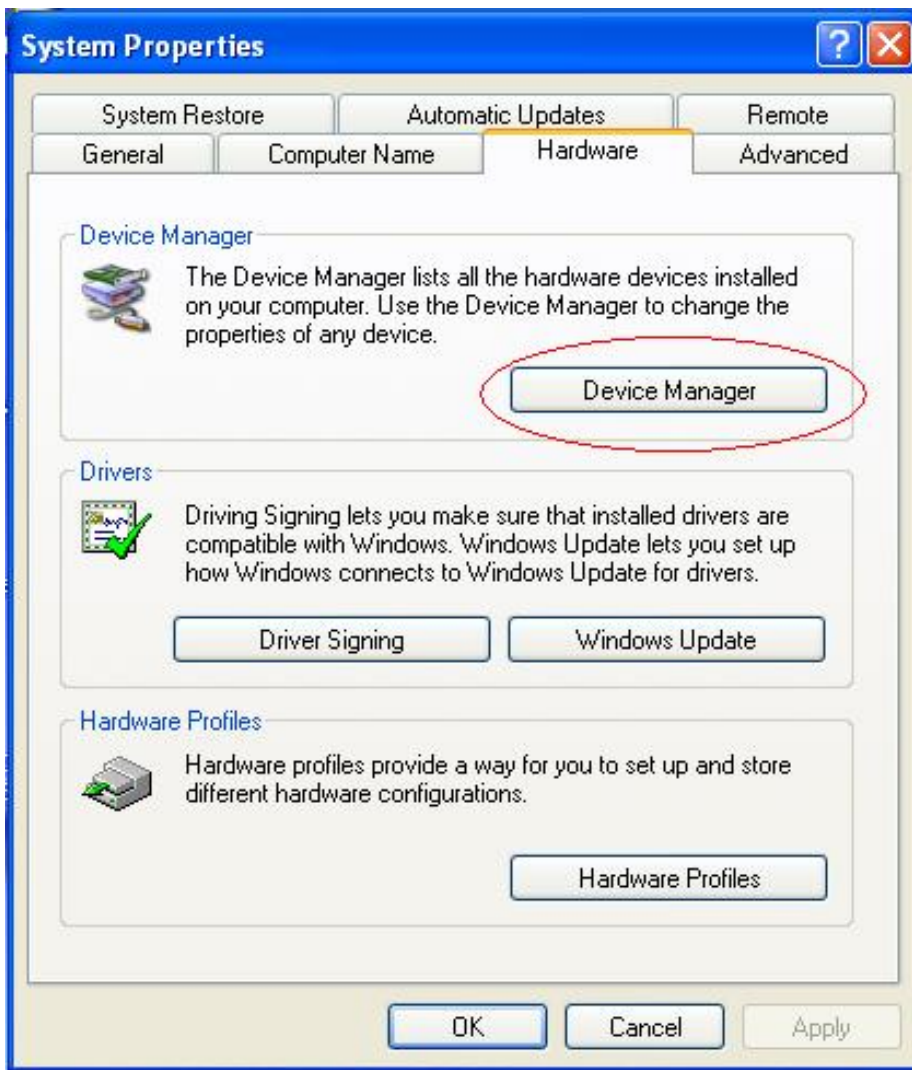 System Properties
System Restore
Automatic Updates
Remote
General
Computer Name
Hardware
Advanced
Device Manager
The Device Manager lists all the hardware devices installed
on your computer. Use the Device Manager to change the
properties of any device.
Device Manager
Drivers
Driving Signing lets you make sure that installed drivers are
compatible with Windows. Windows Update lets you set up
how Windows connects to Windows Update for drivers.
Driver Signing
Windows Update
Hardware Profiles
Hardware profiles provide a way for you to set up and store
different hardware configurations.
Hardware Profiles
OK
Cancel
Apply